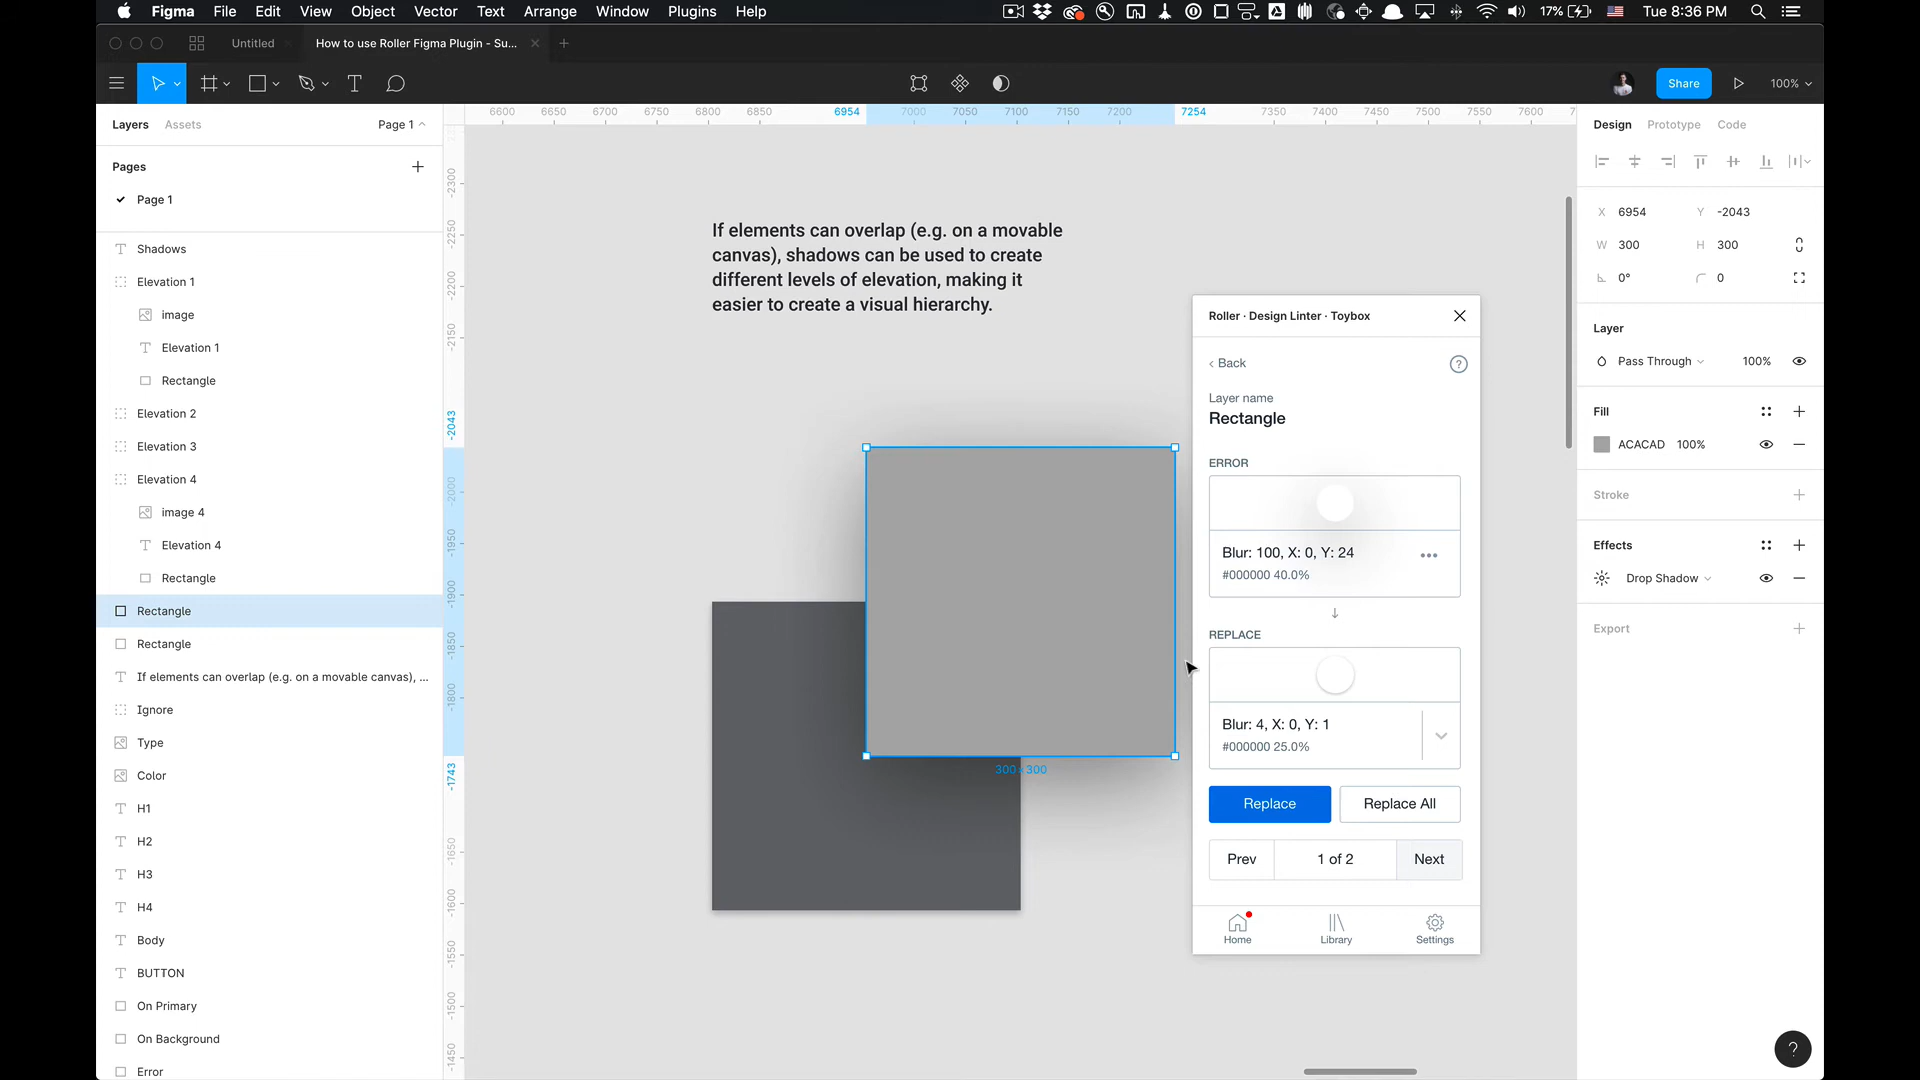 Figma File Edit View Object Vector Text Arrange Window Plugins Help
17% Tue 8:36 PM
Untitled
How to use Roller Figma Plugin - Su...
Share
100%
Layers Assets Page 1
Pages
Page 1
Shadows
Elevation 1
image
Elevation 1
Rectangle
Elevation 2
Elevation 3
Elevation 4
image 4
Elevation 4
Rectangle
Rectangle
Rectangle
If elements can overlap (e.g. on a movable canvas), ...
Ignore
Type
Color
H1
H2
H3
H4
Body
BUTTON
On Primary
On Background
Error
6600 6650 6700 6750 6800 6850 6954 7000 7050 7100 7150 7200 7254 7350 7400 7450 7500 7550 7600
-2300
-2250
-2200
-2150
-2043
-2000
-1950
-1900
-1850
-1800
-1743
-1650
-1600
-1550
-1500
-1450
If elements can overlap (e.g. on a movable
canvas), shadows can be used to create
different levels of elevation, making it
easier to create a visual hierarchy.
300 x 300
Roller · Design Linter · Toybox
Back
?
Layer name
Rectangle
ERROR
Blur: 100, X: 0, Y: 24
#000000 40.0%
REPLACE
Blur: 4, X: 0, Y: 1
#000000 25.0%
Replace Replace All
Prev 1 of 2 Next
Home Library Settings
Design Prototype Code
X 6954 Y -2043
W 300 H 300
0° 0
Layer
Pass Through 100%
Fill
ACACAD 100%
Stroke
Effects
Drop Shadow
Export
?